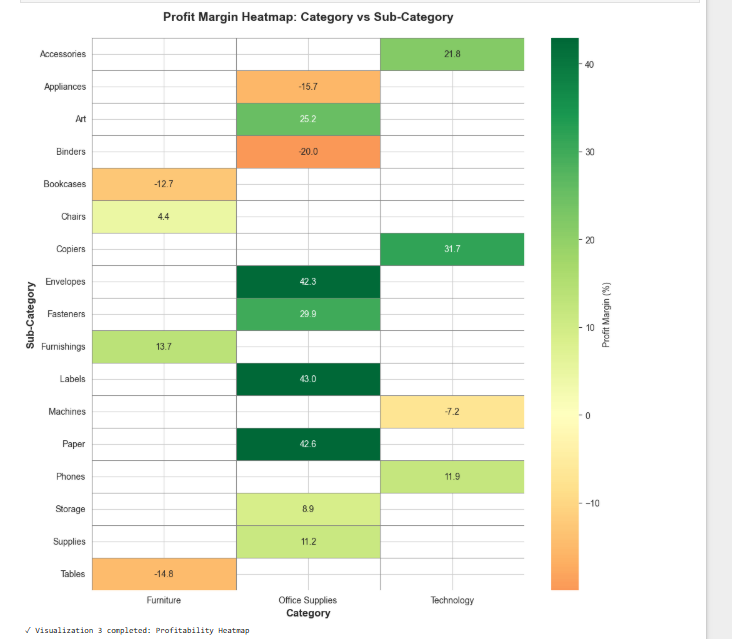 Profit Margin Heatmap: Category vs Sub-Category
Accessories 21.8
Appliances -15.7
Art 25.2
Binders -20.0
Bookcases -12.7
Chairs 4.4
Copiers 31.7
Envelopes 42.3
Fasteners 29.9
Furnishings 13.7
Labels 43.0
Machines -7.2
Paper 42.6
Phones 11.9
Storage 8.9
Supplies 11.2
Tables -14.8
Sub-Category
Furniture Office Supplies Technology
Category
40
30
20
10
0
−10
Profit Margin (%)
✓ Visualization 3 completed: Profitability Heatmap